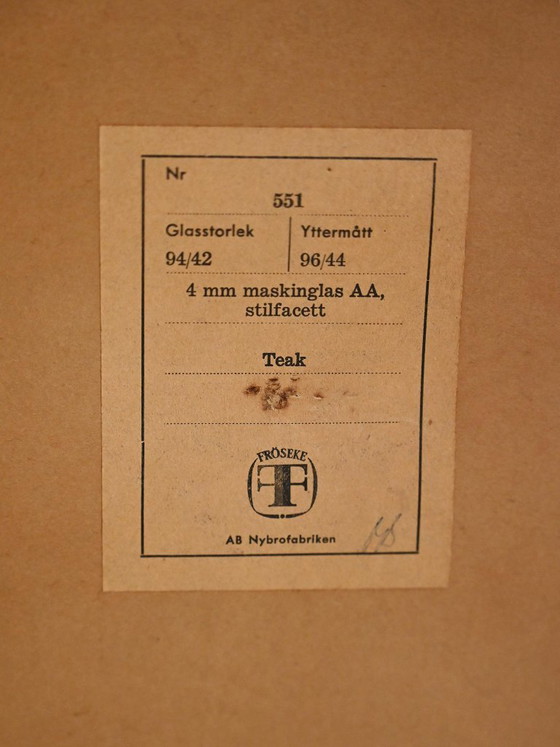 Nr
551
Glasstorlek
Yttermått
94/42
96/44
4 mm maskinglas AA,
stilfacett
Teak
FRÖSEKE
F
AB Nybrofabriken